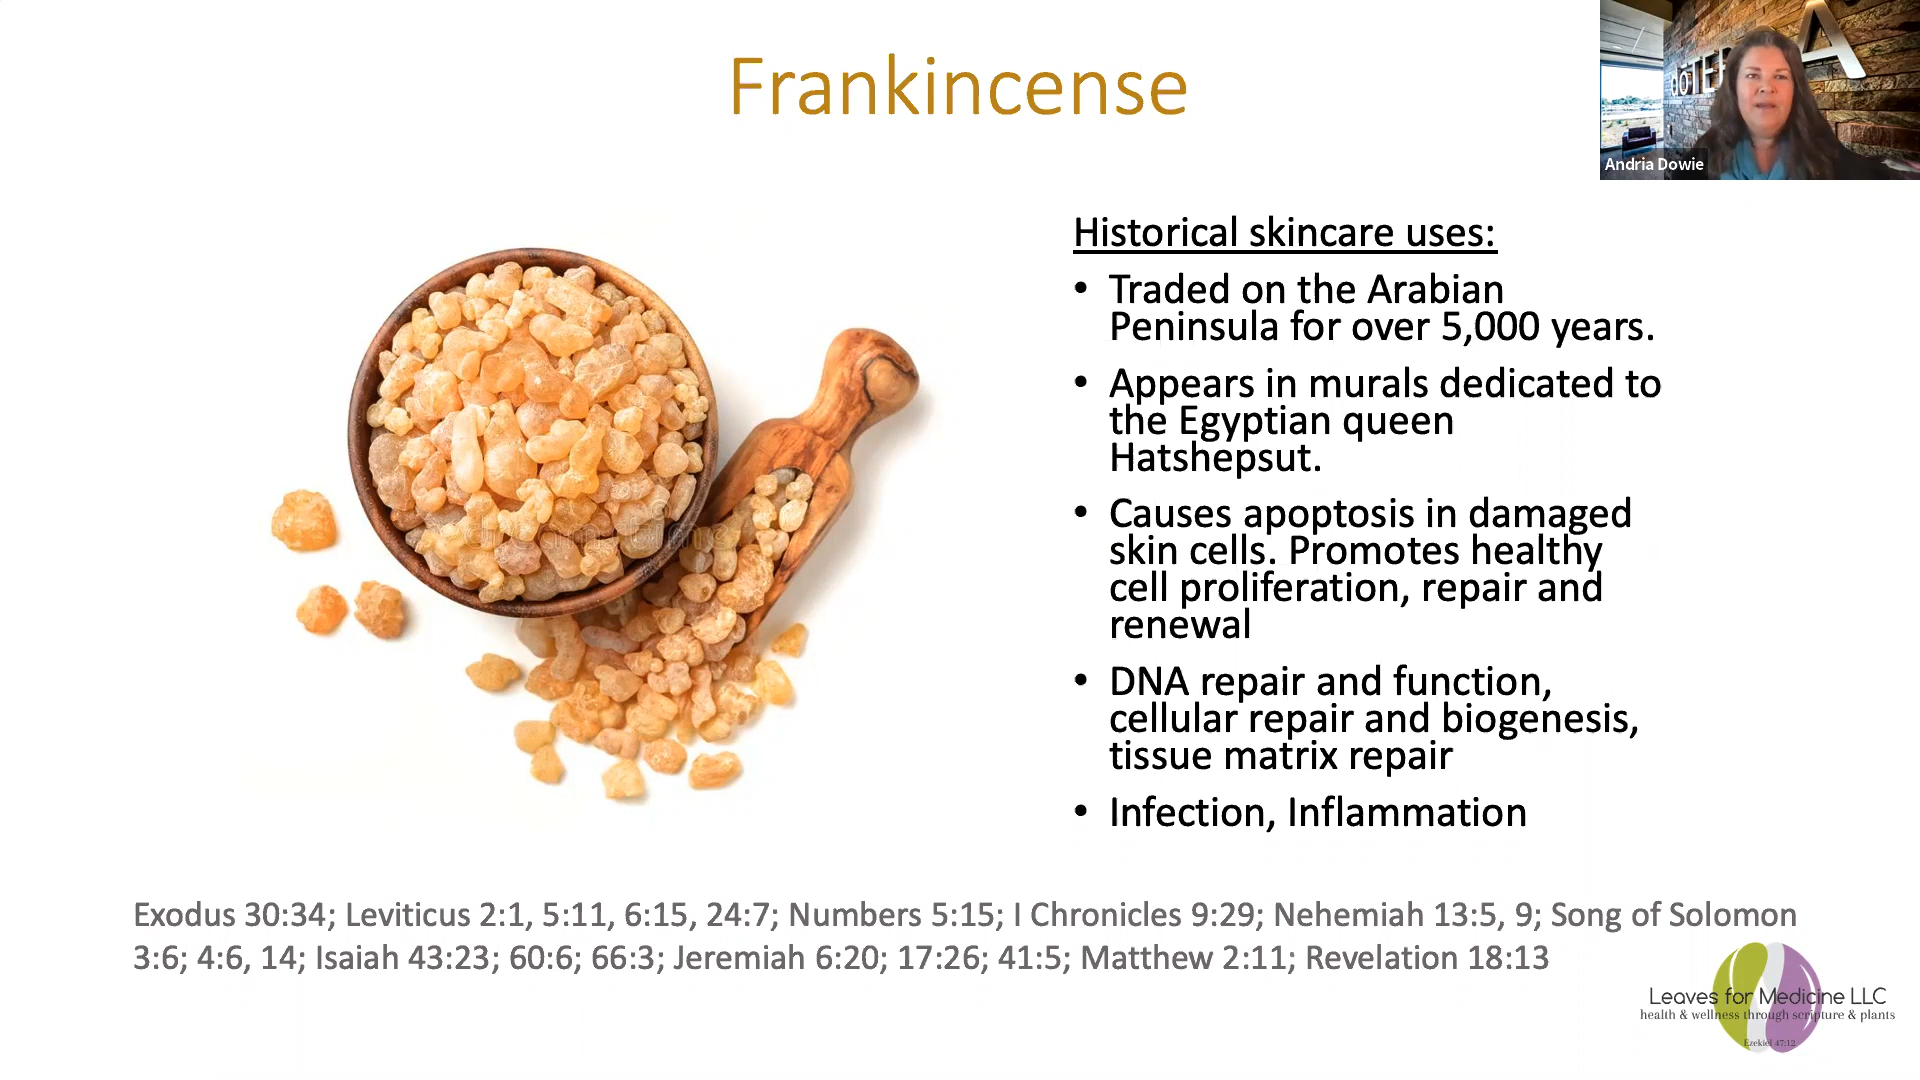 Frankincense
Andria Dowie
Historical skincare uses:
• Traded on the Arabian
Peninsula for over 5,000 years.
• Appears in murals dedicated to
the Egyptian queen
Hatshepsut.
• Causes apoptosis in damaged
skin cells. Promotes healthy
cell proliferation, repair and
renewal
• DNA repair and function,
cellular repair and biogenesis,
tissue matrix repair
• Infection, Inflammation
Exodus 30:34; Leviticus 2:1, 5:11, 6:15, 24:7; Numbers 5:15; I Chronicles 9:29; Nehemiah 13:5, 9; Song of Solomon
3:6; 4:6, 14; Isaiah 43:23; 60:6; 66:3; Jeremiah 6:20; 17:26; 41:5; Matthew 2:11; Revelation 18:13
Leaves for Medicine LLC
health & wellness through scripture & plants
Ezekiel 47:12